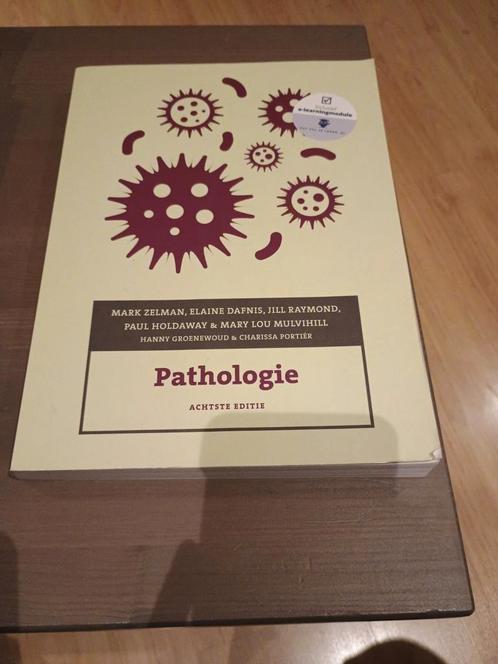 e-learningmodule
MARK ZELMAN, ELAINE DAFNIS, JILL RAYMOND,
PAUL HOLDAWAY & MARY LOU MULVIHILL
HANNY GROENEWOUD & CHARISSA PORTIÉR
Pathologie
ACHTSTE EDITIE